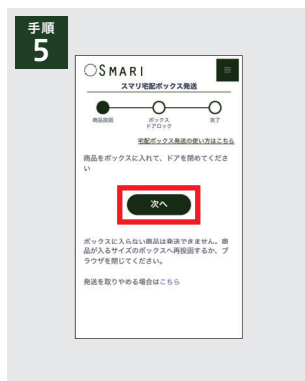 手順
5
SMARI
スマリ宅配ボックス発送
商品投函
ボックス
ドアロック
完了
宅配ボックス発送の使い方はこちら
商品をボックスに入れて、ドアを閉めてくださ
い
次へ
ボックスに入らない商品は発送できません。商
品が入るサイズのボックスへ再投函するか、ブ
ラウザを閉じてください。
発送を取りやめる場合はこちら